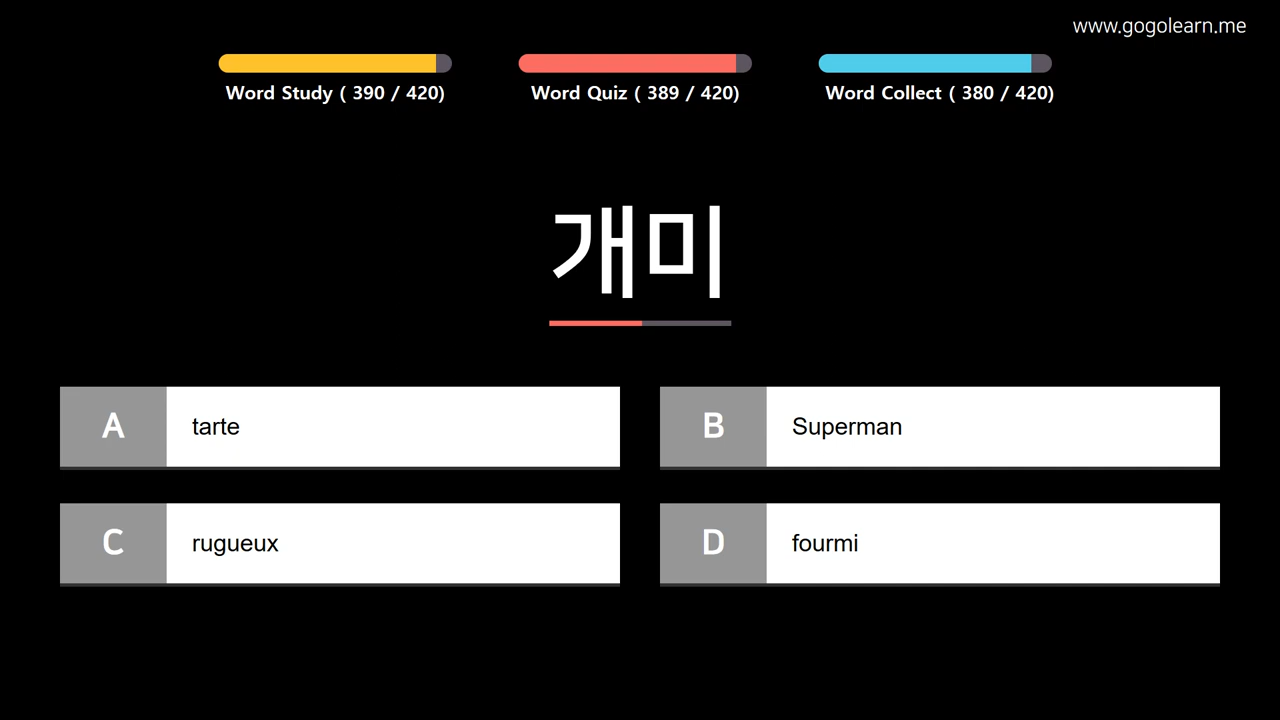 www.gogolearn.me
Word Study ( 390 / 420)
Word Quiz ( 389 / 420)
Word Collect ( 380 / 420)
개미
A tarte
B Superman
C rugueux
D fourmi